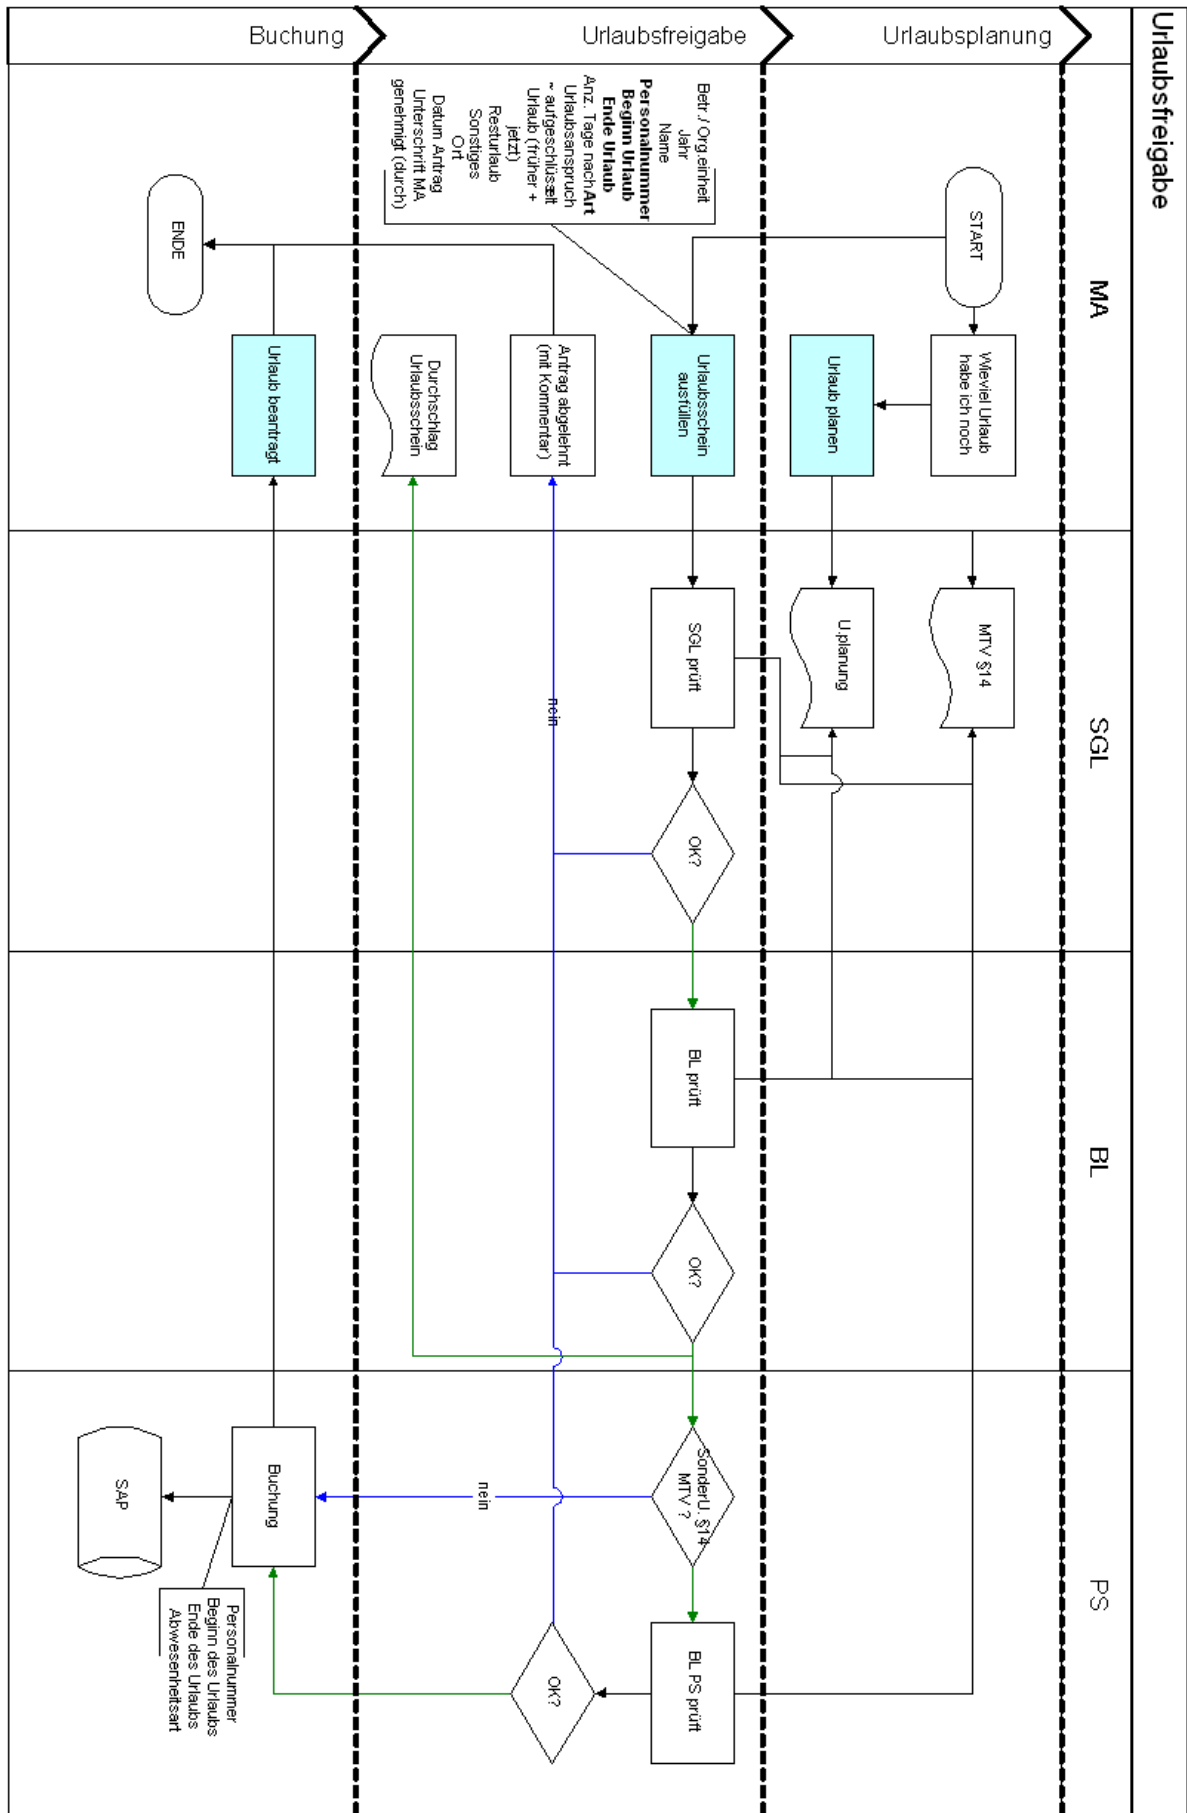 Urlaubsfreigabe
MA
SGL
BL
PS
Urlaubsplanung
START
Wieviel Urlaub
habe ich noch
Urlaub planen
MTV §14
U.planung
Urlaubsfreigabe
Betr./ Org.einheit
Jahr
Name
Personalnummer
Beginn Urlaub
Ende Urlaub
Anz. Tage nach Art
Urlaubsanspruch
~ aufgeschlüsselt
Urlaub (früher +
jetzt)
Resturlaub
Sonstiges
Ort
Datum Antrag
Unterschrift MA
genehmigt (durch)
Urlaubsschein
ausfüllen
SGL prüft
OK?
BL prüft
OK?
SonderU. §14
MTV ?
BL PS prüft
Antrag abgelehnt
(mit Kommentar)
nein
nein
OK?
Durchschlag
Urlaubsschein
Buchung
Urlaub beantragt
Buchung
Personalnummer
Beginn des Urlaubs
Ende des Urlaubs
Abwesenheitsart
ENDE
SAP